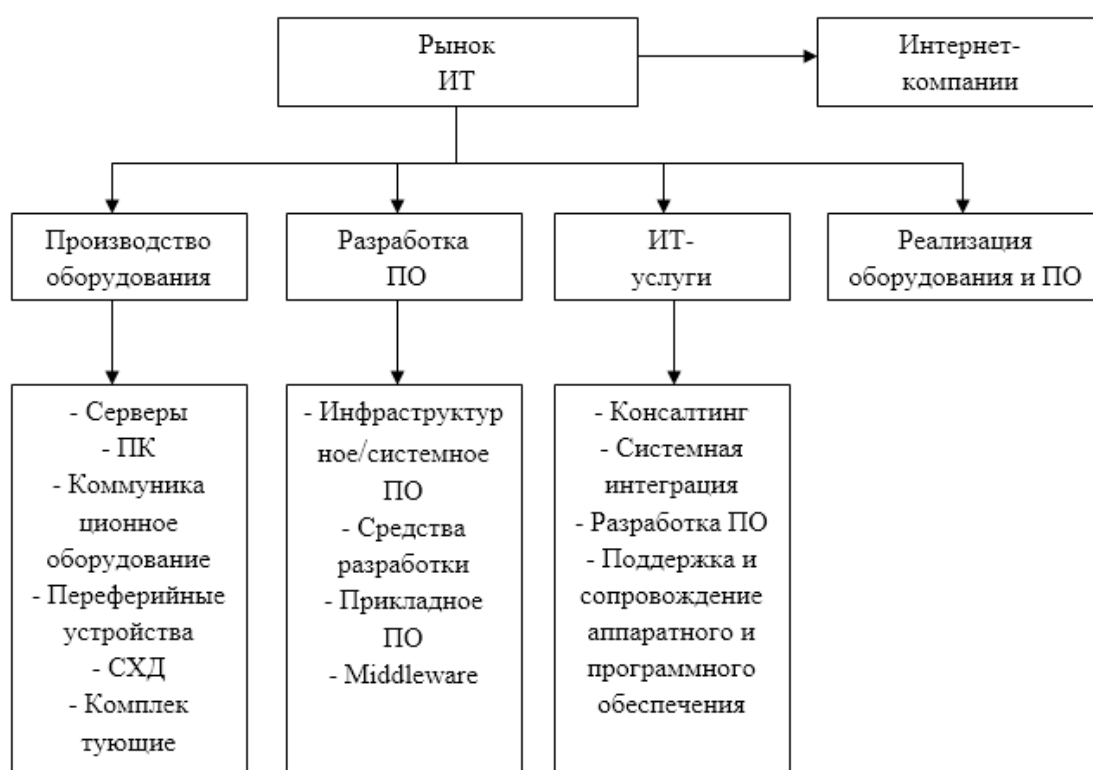 Рынок
ИТ
Интернет-
компании
Производство
оборудования
Разработка
ПО
ИТ-
услуги
Реализация
оборудования и ПО
- Серверы
- ПК
- Коммуника
ционное
оборудование
- Переферийные
устройства
- СХД
- Комплек
тующие
- Инфраструктур
ное/системное
ПО
- Средства
разработки
- Прикладное
ПО
- Middleware
- Консалтинг
- Системная
интеграция
- Разработка ПО
- Поддержка и
сопровождение
аппаратного и
программного
обеспечения